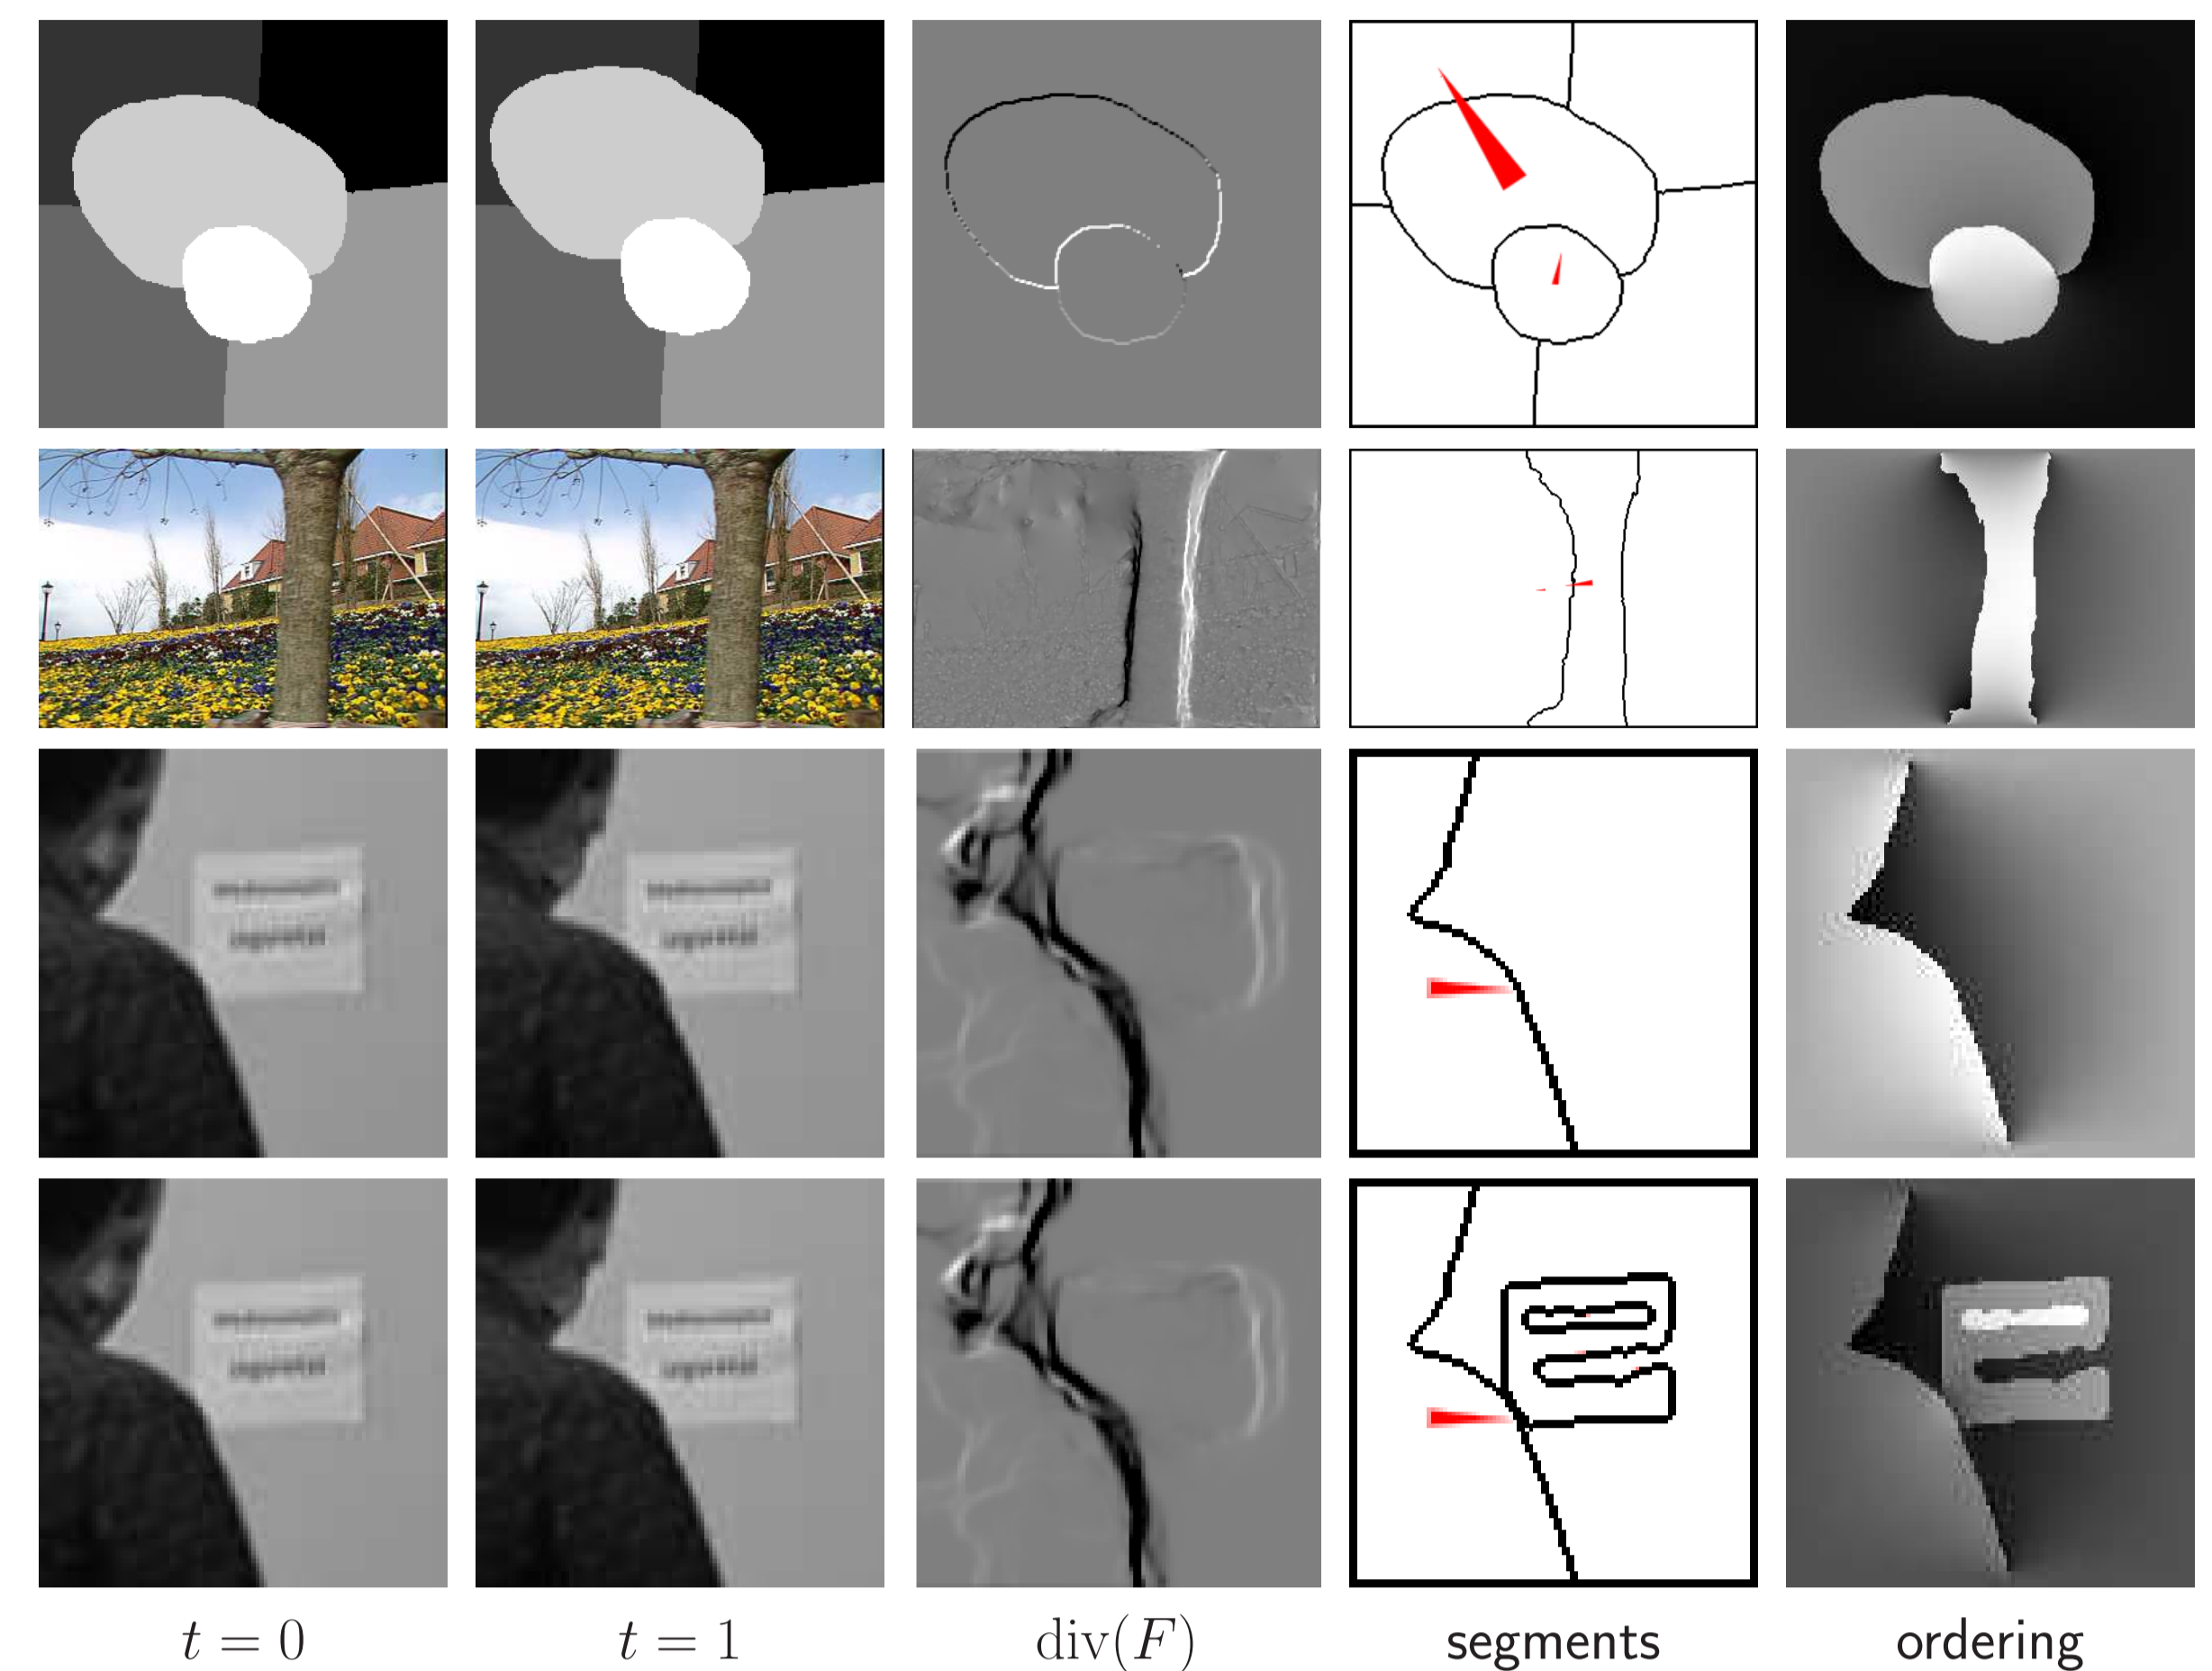 t = 0 t = 1 div(F) segments ordering